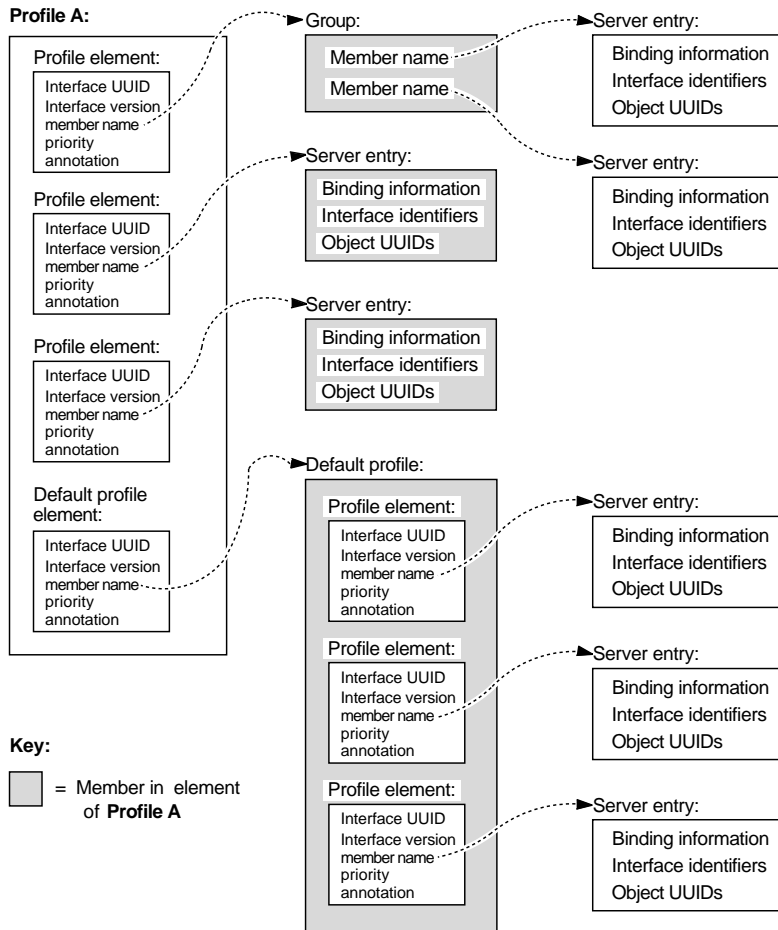 Profile A:
Profile element:
Interface UUID
Interface version
member name
priority
annotation
Profile element:
Interface UUID
Interface version
member name
priority
annotation
Profile element:
Interface UUID
Interface version
member name
priority
annotation
Default profile
element:
Interface UUID
Interface version
member name
priority
annotation
Key:
= Member in element
of Profile A
Group:
Member name
Member name
Server entry:
Binding information
Interface identifiers
Object UUIDs
Server entry:
Binding information
Interface identifiers
Object UUIDs
Default profile:
Profile element:
Interface UUID
Interface version
member name
priority
annotation
Profile element:
Interface UUID
Interface version
member name
priority
annotation
Profile element:
Interface UUID
Interface version
member name
priority
annotation
Server entry:
Binding information
Interface identifiers
Object UUIDs
Server entry:
Binding information
Interface identifiers
Object UUIDs
Server entry:
Binding information
Interface identifiers
Object UUIDs
Server entry:
Binding information
Interface identifiers
Object UUIDs
Server entry:
Binding information
Interface identifiers
Object UUIDs